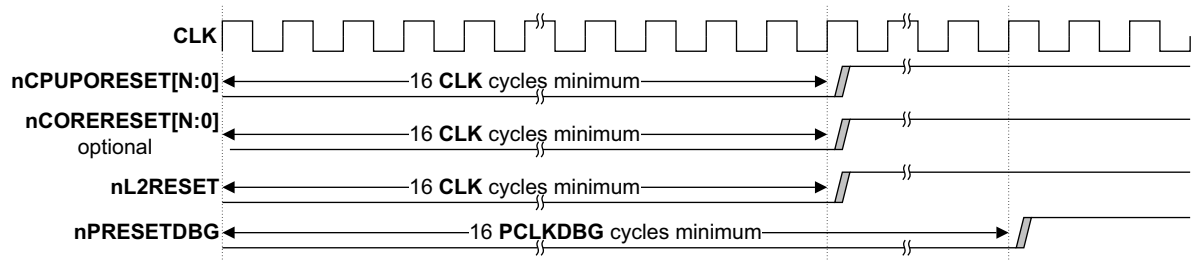 CLK
nCPUPORESET[N:0] 16 CLK cycles minimum
nCORERESET[N:0] 16 CLK cycles minimum
optional
nL2RESET 16 CLK cycles minimum
nPRESETDBG 16 PCLKDBG cycles minimum